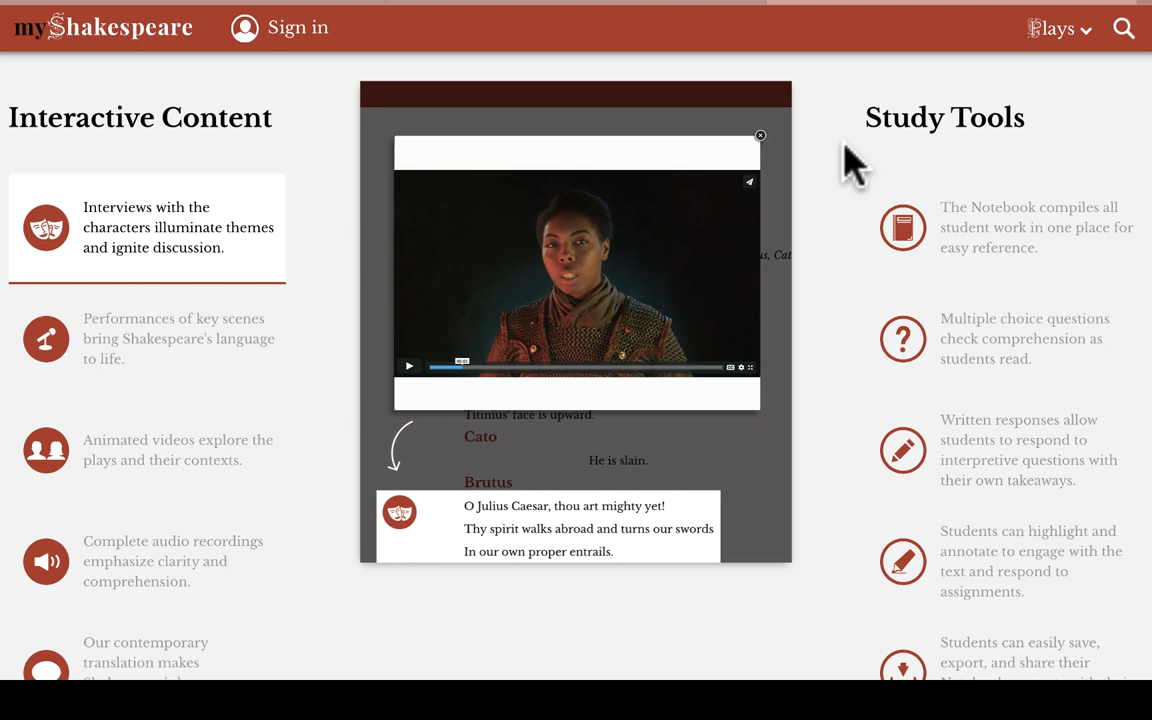 myShakespeare
Sign in
Plays
Interactive Content
Interviews with the
characters illuminate themes
and ignite discussion.
Performances of key scenes
bring Shakespeare's language
to life.
Animated videos explore the
plays and their contexts.
Complete audio recordings
emphasize clarity and
comprehension.
Our contemporary
translation makes
us, Cat
Titinius' face is upward.
Cato
He is slain.
Brutus
O Julius Caesar, thou art mighty yet!
Thy spirit walks abroad and turns our swords
In our own proper entrails.
Study Tools
The Notebook compiles all
student work in one place for
easy reference.
Multiple choice questions
check comprehension as
students read.
Written responses allow
students to respond to
interpretive questions with
their own takeaways.
Students can highlight and
annotate to engage with the
text and respond to
assignments.
Students can easily save,
export, and share their